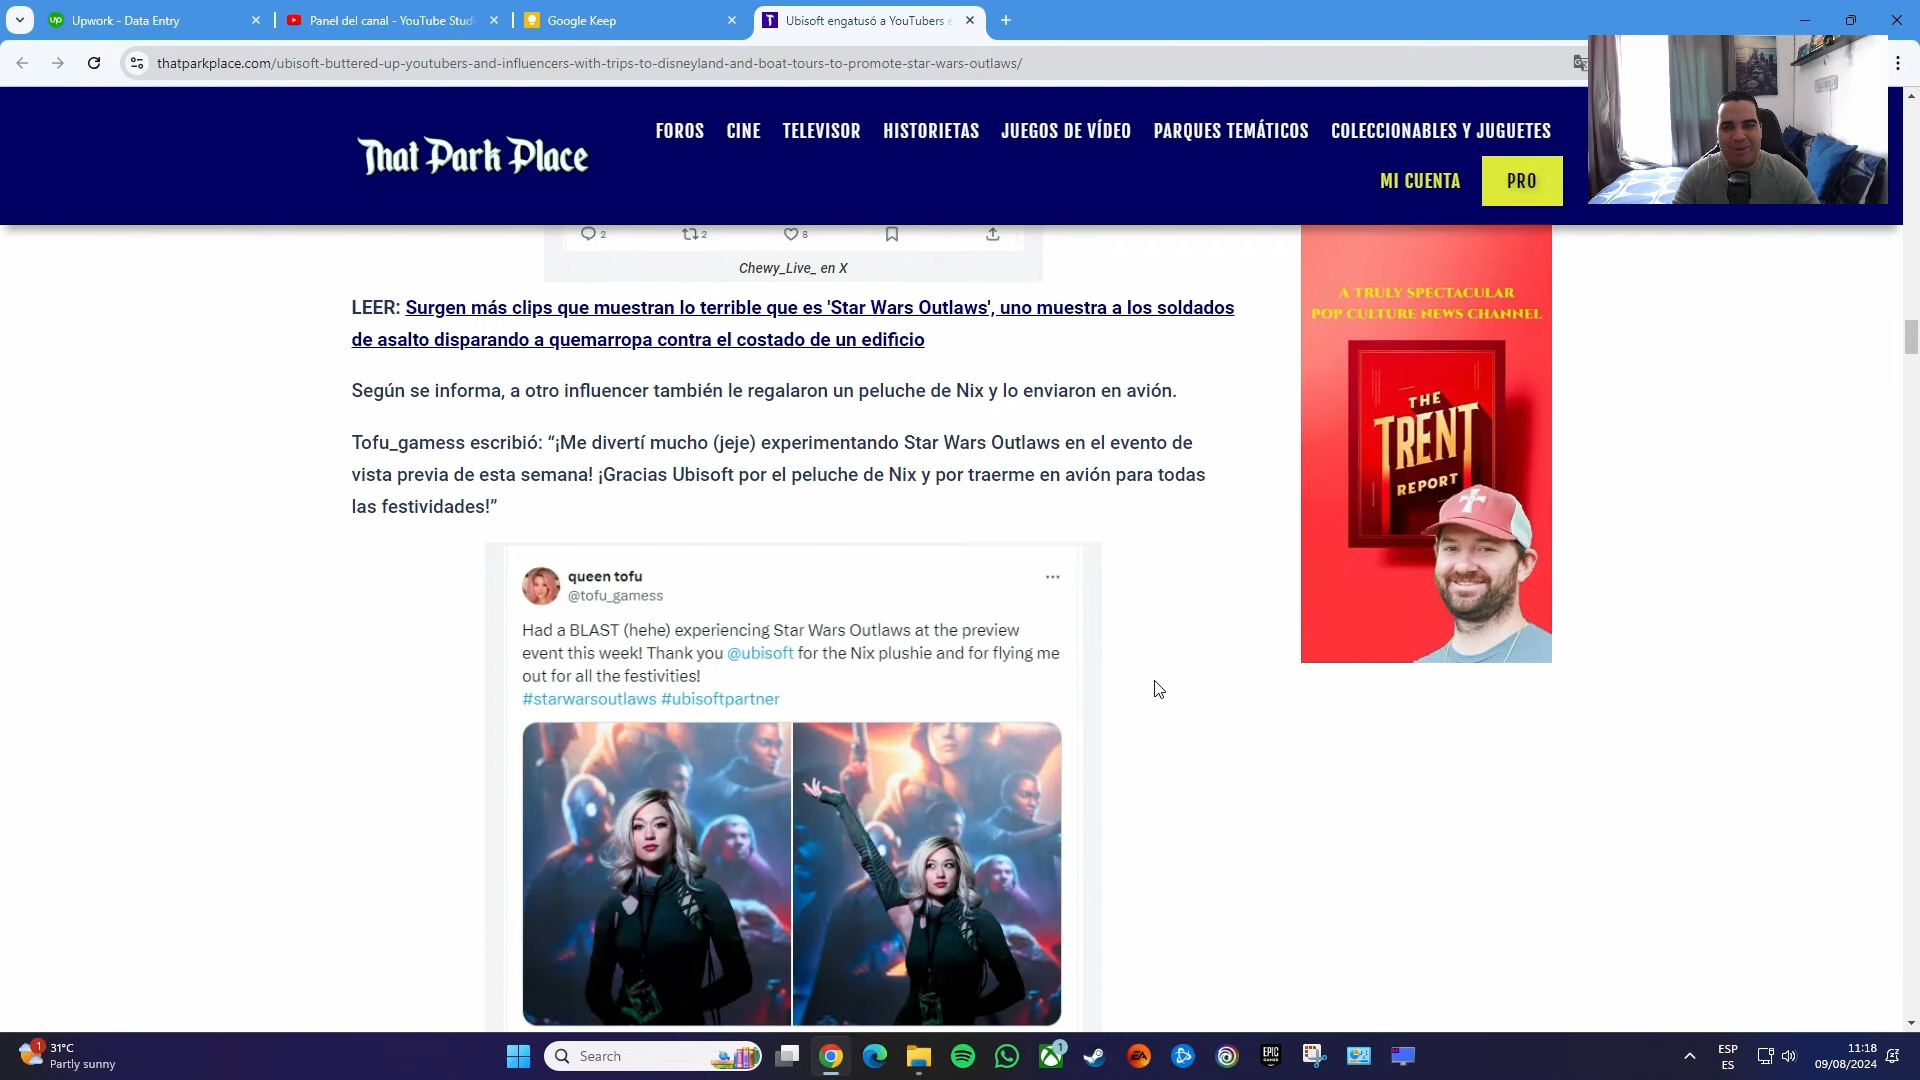 Upwork - Data Entry
Panel del canal - YouTube Studi
Google Keep
Ubisoft engatusó a YouTubers e
thatparkplace.com/ubisoft-buttered-up-youtubers-and-influencers-with-trips-to-disneyland-and-boat-tours-to-promote-star-wars-outlaws/
That Park Place
FOROS CINE TELEVISOR HISTORIETAS JUEGOS DE VÍDEO PARQUES TEMÁTICOS COLECCIONABLES Y JUGUETES
MI CUENTA PRO
2 2 8
Chewy_Live_ en X
LEER: Surgen más clips que muestran lo terrible que es 'Star Wars Outlaws', uno muestra a los soldados
de asalto disparando a quemarropa contra el costado de un edificio
Según se informa, a otro influencer también le regalaron un peluche de Nix y lo enviaron en avión.
Tofu_gamess escribió: “¡Me divertí mucho (jeje) experimentando Star Wars Outlaws en el evento de
vista previa de esta semana! ¡Gracias Ubisoft por el peluche de Nix y por traerme en avión para todas
las festividades!”
queen tofu
@tofu_gamess
Had a BLAST (hehe) experiencing Star Wars Outlaws at the preview
event this week! Thank you @ubisoft for the Nix plushie and for flying me
out for all the festivities!
#starwarsoutlaws #ubisoftpartner
A TRULY SPECTACULAR
POP CULTURE NEWS CHANNEL
THE
TRENT
REPORT
1
31°C
Partly sunny
Search
1
EPIC
GAMES
ESP
ES
11:18
09/08/2024